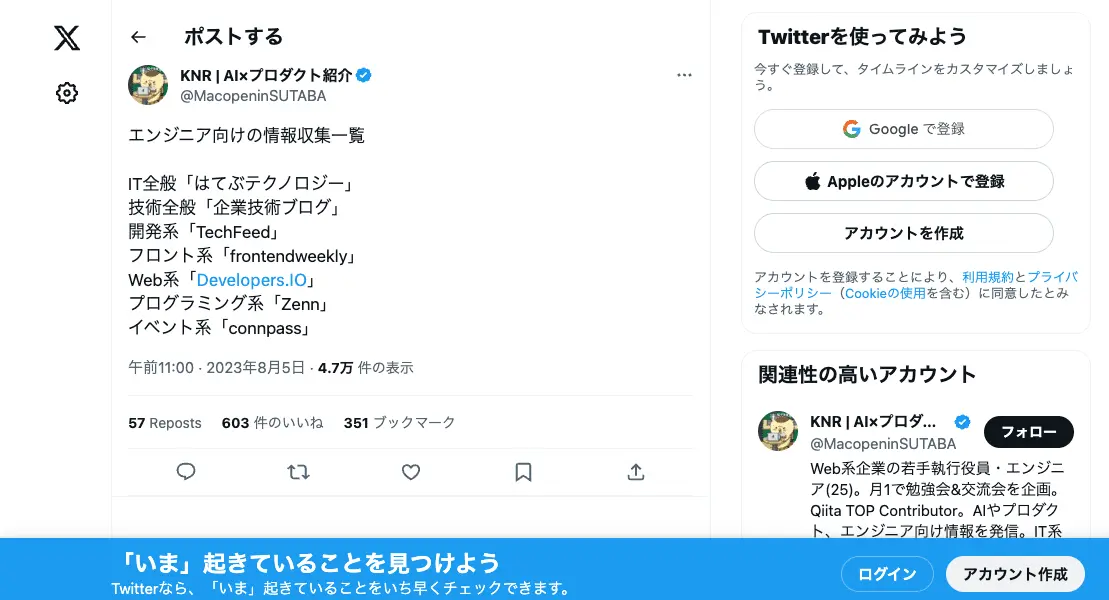 ポストする
KNR | AI×プロダクト紹介
@MacopeninSUTABA
エンジニア向けの情報収集一覧
IT全般「はてぶテクノロジー」
技術全般「企業技術ブログ」
開発系「TechFeed」
フロント系「frontendweekly」
Web系「Developers.IO」
プログラミング系「Zenn」
イベント系「connpass」
午前11:00 · 2023年8月5日 · 4.7万 件の表示
57 Reposts 603 件のいいね 351 ブックマーク
Twitterを使ってみよう
今すぐ登録して、タイムラインをカスタマイズしましょ
う。
Google で登録
Appleのアカウントで登録
アカウントを作成
アカウントを登録することにより、利用規約とプライバ
シーポリシー（Cookieの使用を含む）に同意したとみ
なされます。
関連性の高いアカウント
KNR | AI×プロダ...
@MacopeninSUTABA
フォロー
Web系企業の若手執行役員・エンジニ
ア(25)。月1で勉強会&交流会を企画。
Qiita TOP Contributor。AIやプロダク
ト、エンジニア向け情報を発信。IT系
「いま」起きていることを見つけよう
Twitterなら、「いま」起きていることをいち早くチェックできます。
ログイン
アカウント作成